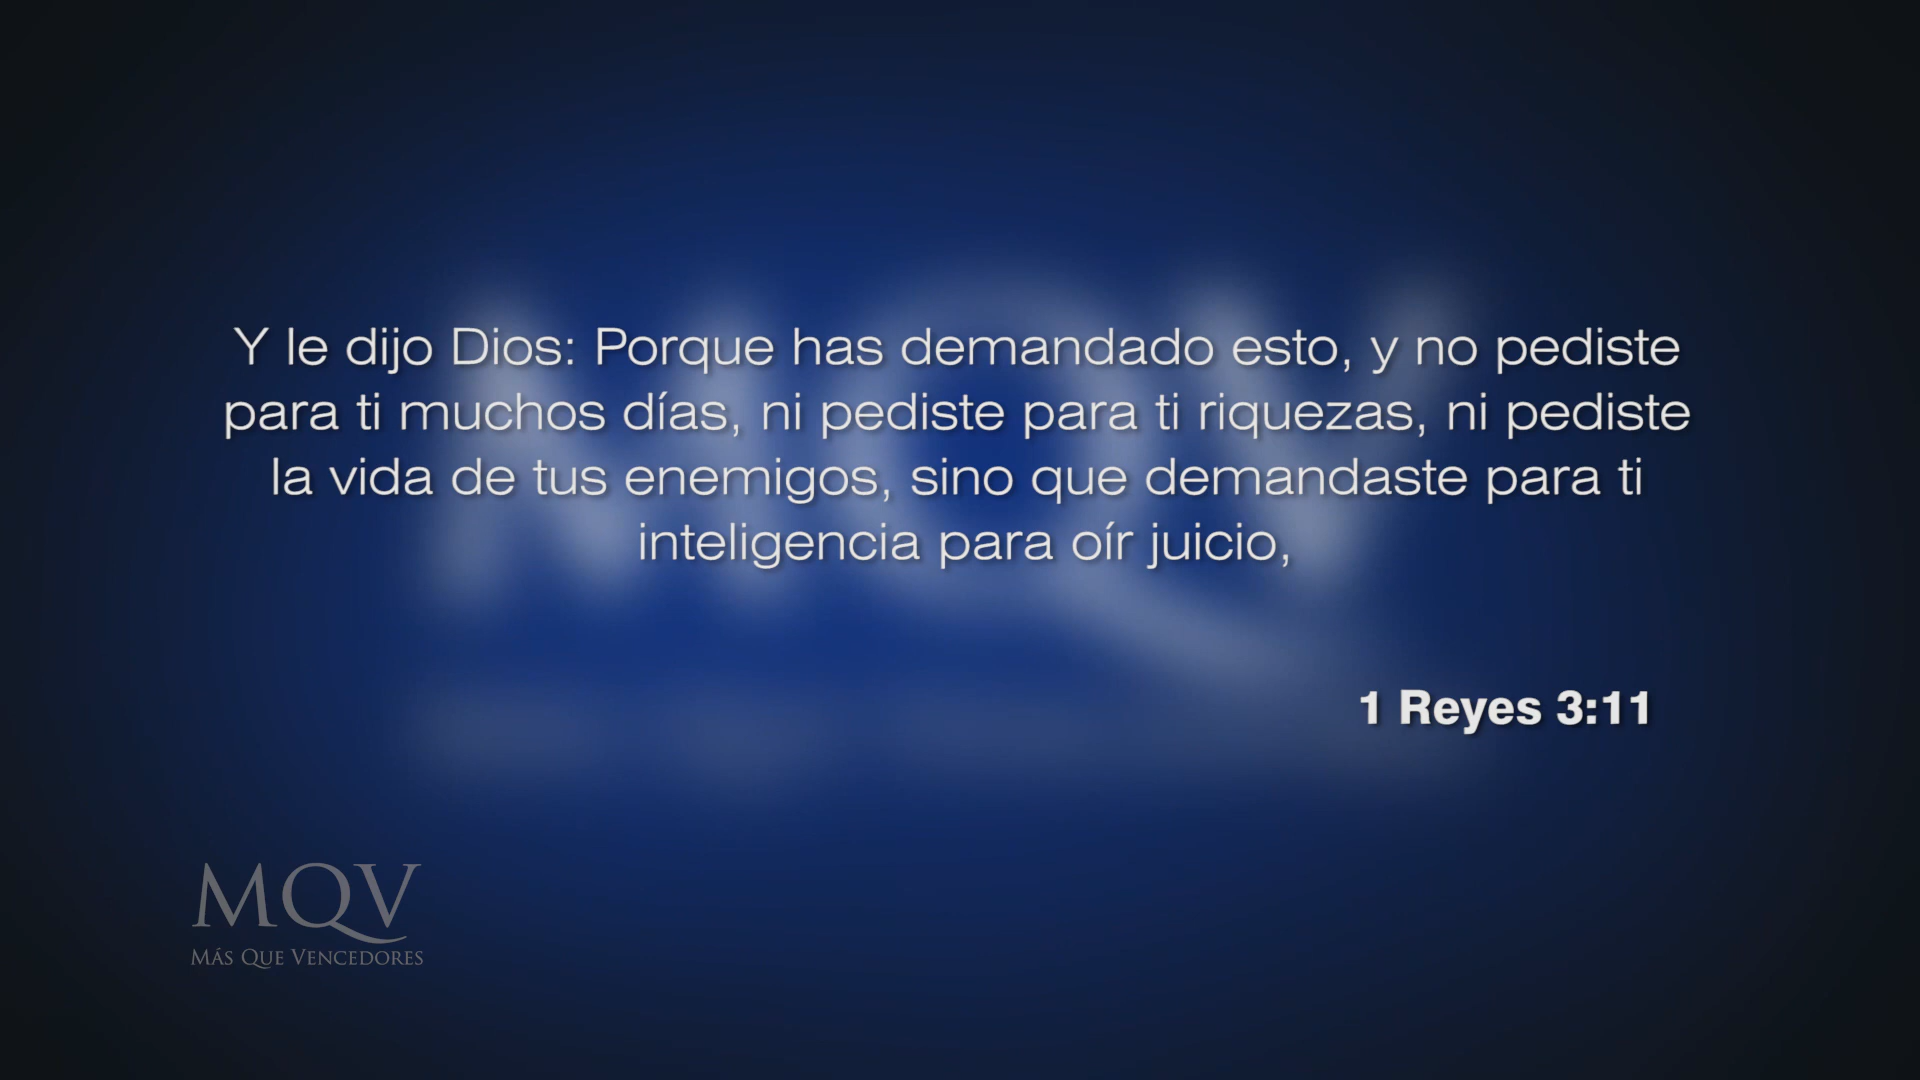 Y le dijo Dios: Porque has demandado esto, y no pediste
para ti muchos días, ni pediste para ti riquezas, ni pediste
la vida de tus enemigos, sino que demandaste para ti
inteligencia para oír juicio,
1 Reyes 3:11
MQV
MÁS QUE VENCEDORES